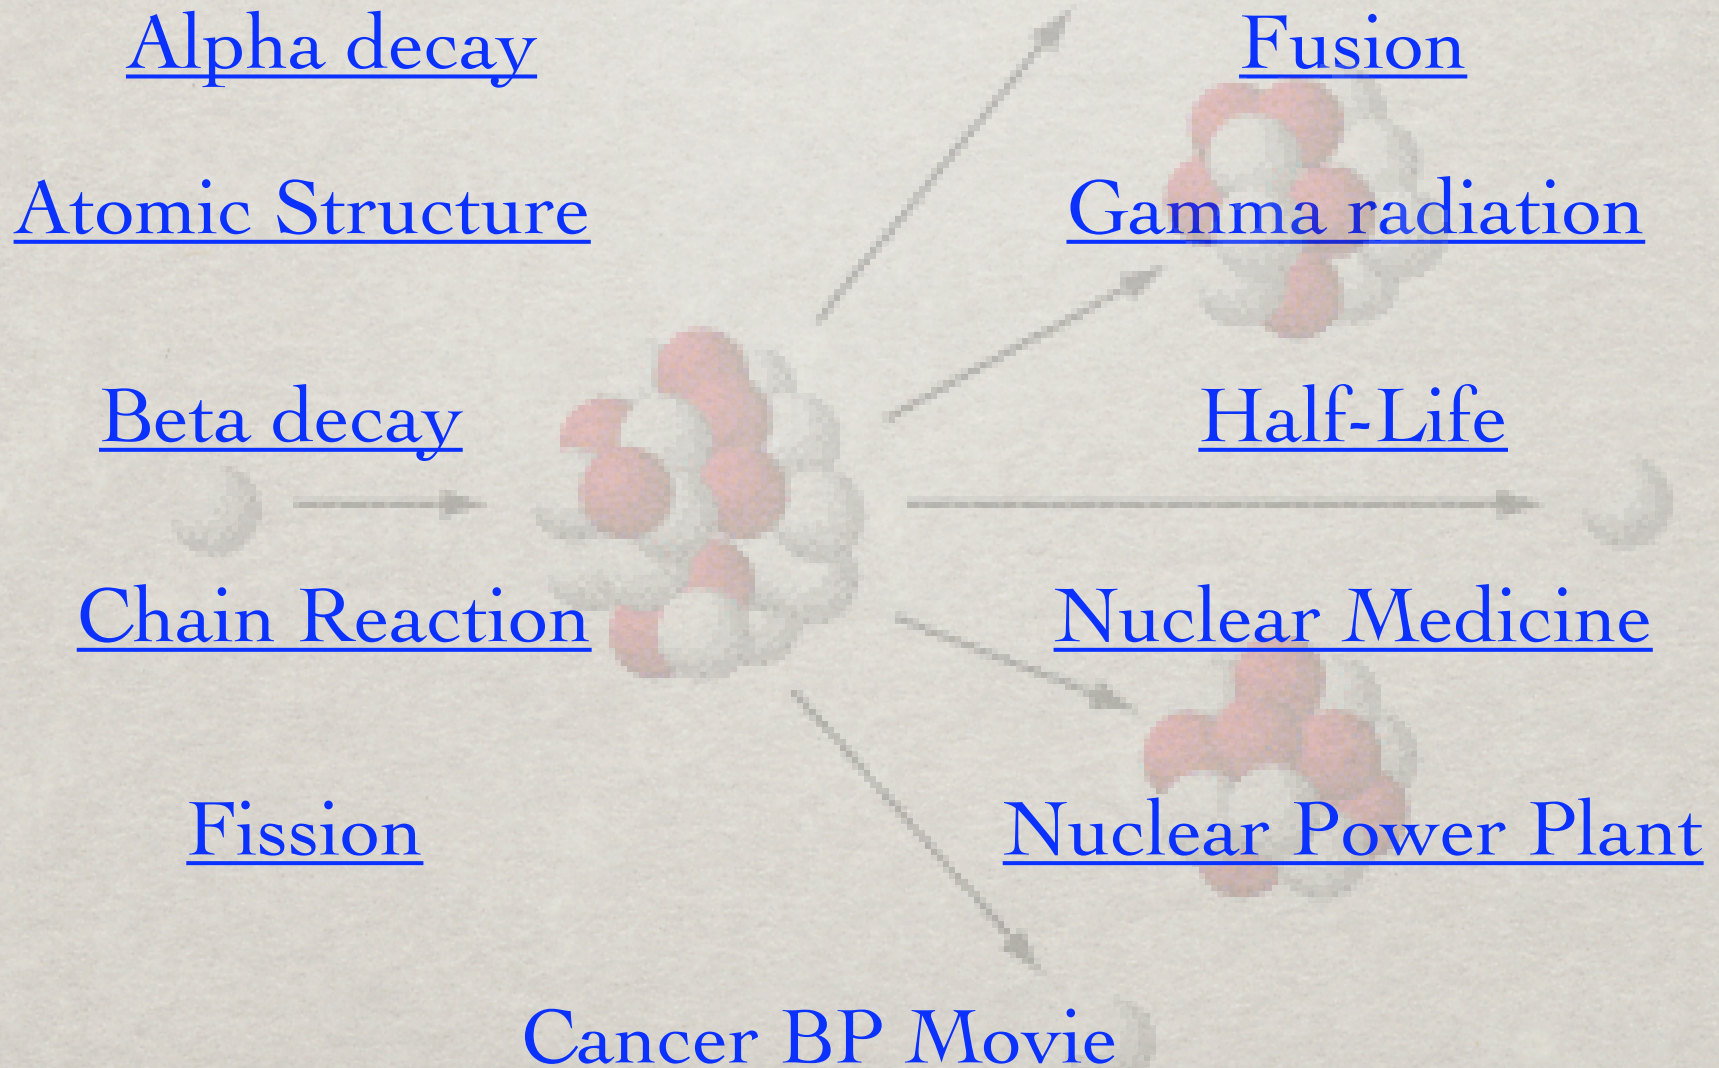 Alpha decay
Fusion
Atomic Structure
Gamma radiation
Beta decay
Half-Life
Chain Reaction
Nuclear Medicine
Fission
Nuclear Power Plant
Cancer BP Movie